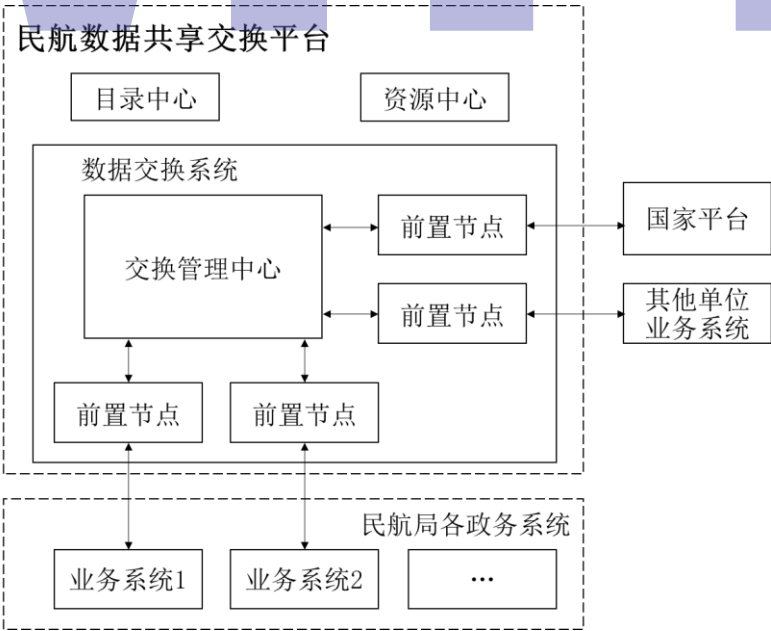 民航数据共享交换平台
目录中心
资源中心
数据交换系统
交换管理中心
前置节点
国家平台
前置节点
其他单位
业务系统
前置节点
前置节点
民航局各政务系统
业务系统1
业务系统2
…